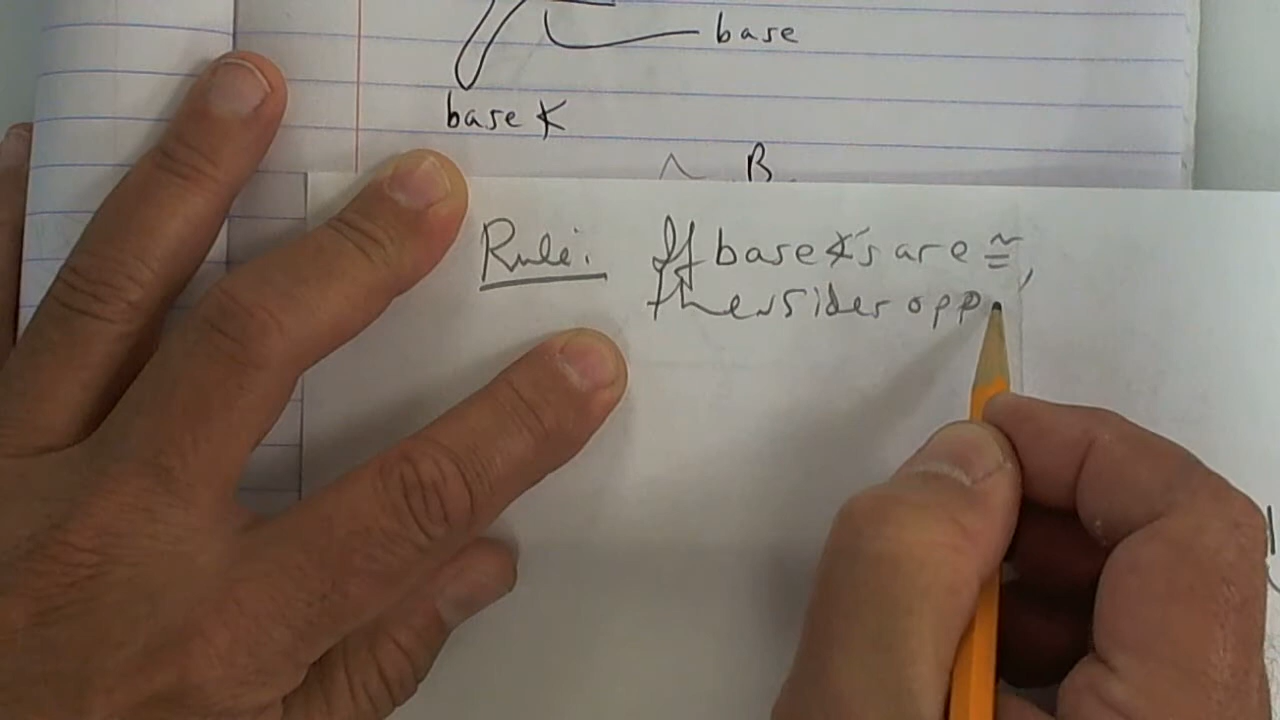 base
base ∡
B
Rule: If base ∡'s are ≅,
then sides opp